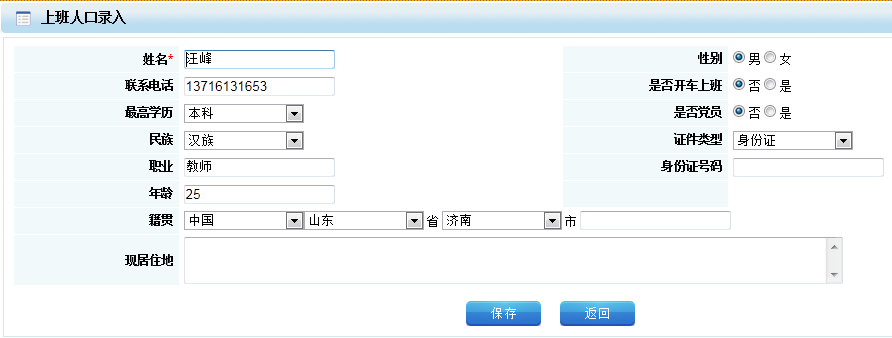 上班人口录入
姓名* 汪峰 性别 男 女
联系电话 13716131653 是否开车上班 否 是
最高学历 本科 是否党员 否 是
民族 汉族 证件类型 身份证
职业 教师 身份证号码
年龄 25
籍贯 中国 山东 省 济南 市
现居住地
保存 返回